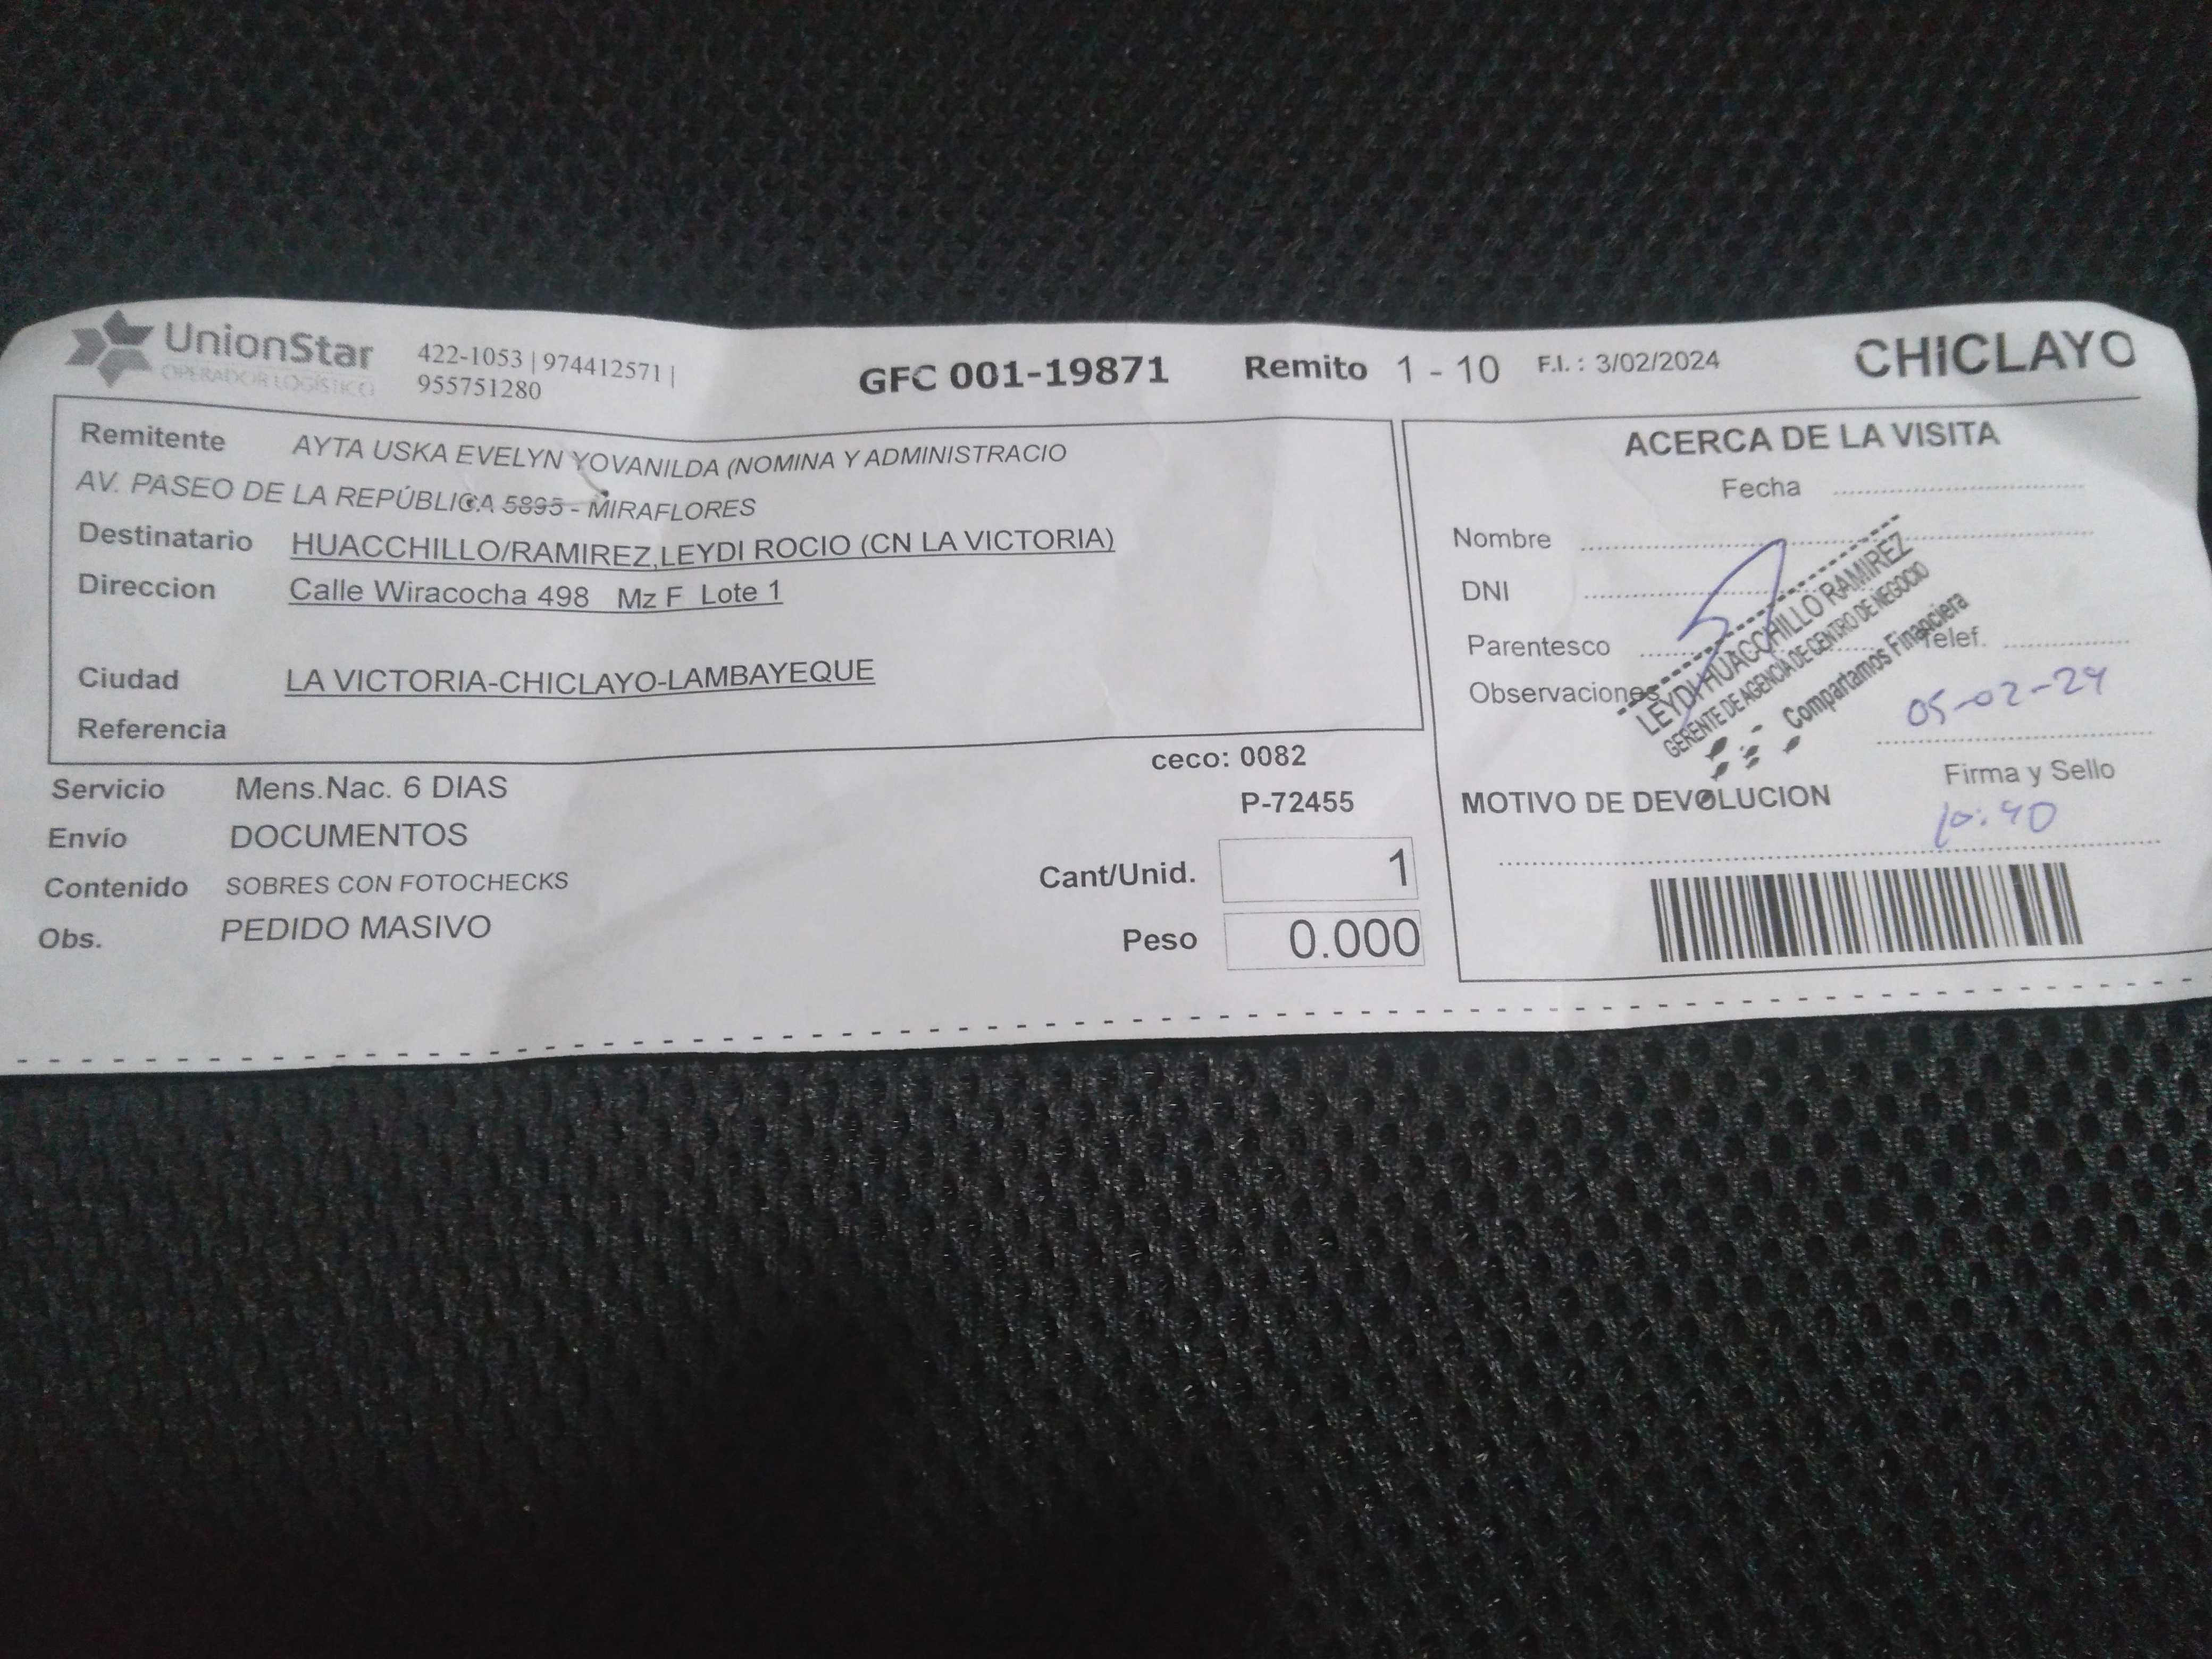 UnionStar
OPERADOR LOGÍSTICO
422-1053 | 974412571 |
955751280
GFC 001-19871
Remito 1 - 10
F.I. : 3/02/2024
CHICLAYO
Remitente AYTA USKA EVELYN YOVANILDA (NOMINA Y ADMINISTRACIO
AV. PASEO DE LA REPÚBLICA 5895 - MIRAFLORES
Destinatario HUACCHILLO/RAMIREZ,LEYDI ROCIO (CN LA VICTORIA)
Direccion Calle Wiracocha 498 Mz F Lote 1
Ciudad LA VICTORIA-CHICLAYO-LAMBAYEQUE
Referencia
Servicio Mens.Nac. 6 DIAS
Envío DOCUMENTOS
Contenido SOBRES CON FOTOCHECKS
Obs. PEDIDO MASIVO
ceco: 0082
P-72455
Cant/Unid. 1
Peso 0.000
ACERCA DE LA VISITA
Fecha
Nombre
DNI
Parentesco
Telef.
Observaciones
LEYDI HUACCHILLO RAMIREZ
GERENTE DE AGENCIA DE CENTRO DE NEGOCIO
Compartamos Financiera
05-02-24
Firma y Sello
MOTIVO DE DEVOLUCION
10:40